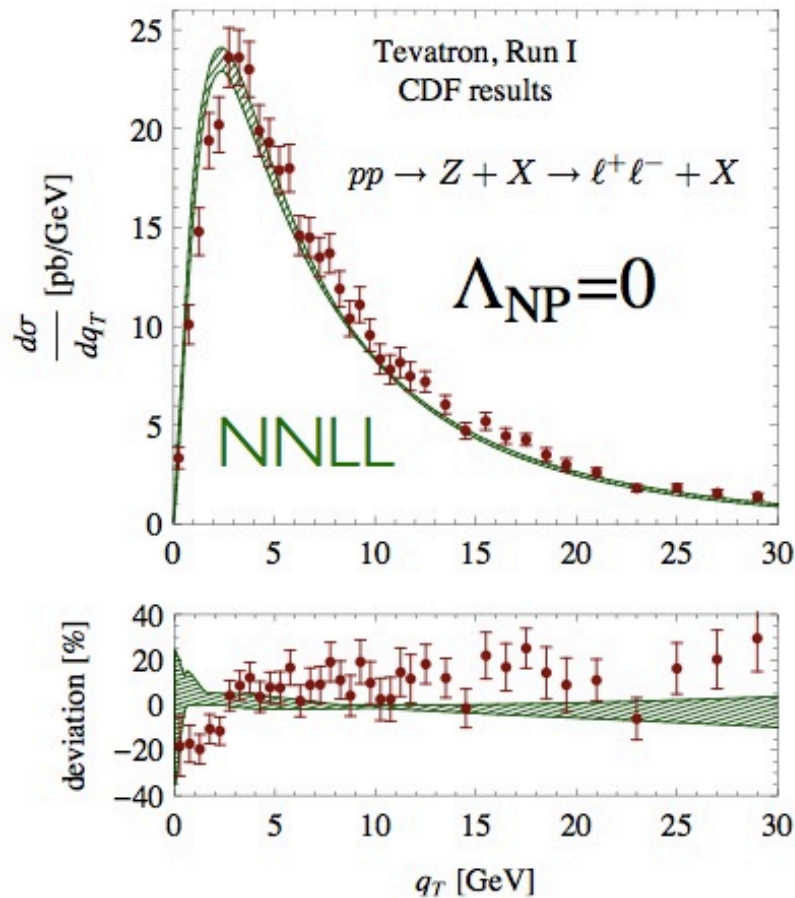 25
20
15
10
5
0
dσ
dq_T
[pb/GeV]
Tevatron, Run I
CDF results
pp → Z + X → ℓ⁺ℓ⁻ + X
Λ_NP=0
NNLL
0 5 10 15 20 25 30
40
20
0
−20
−40
deviation [%]
0 5 10 15 20 25 30
q_T [GeV]